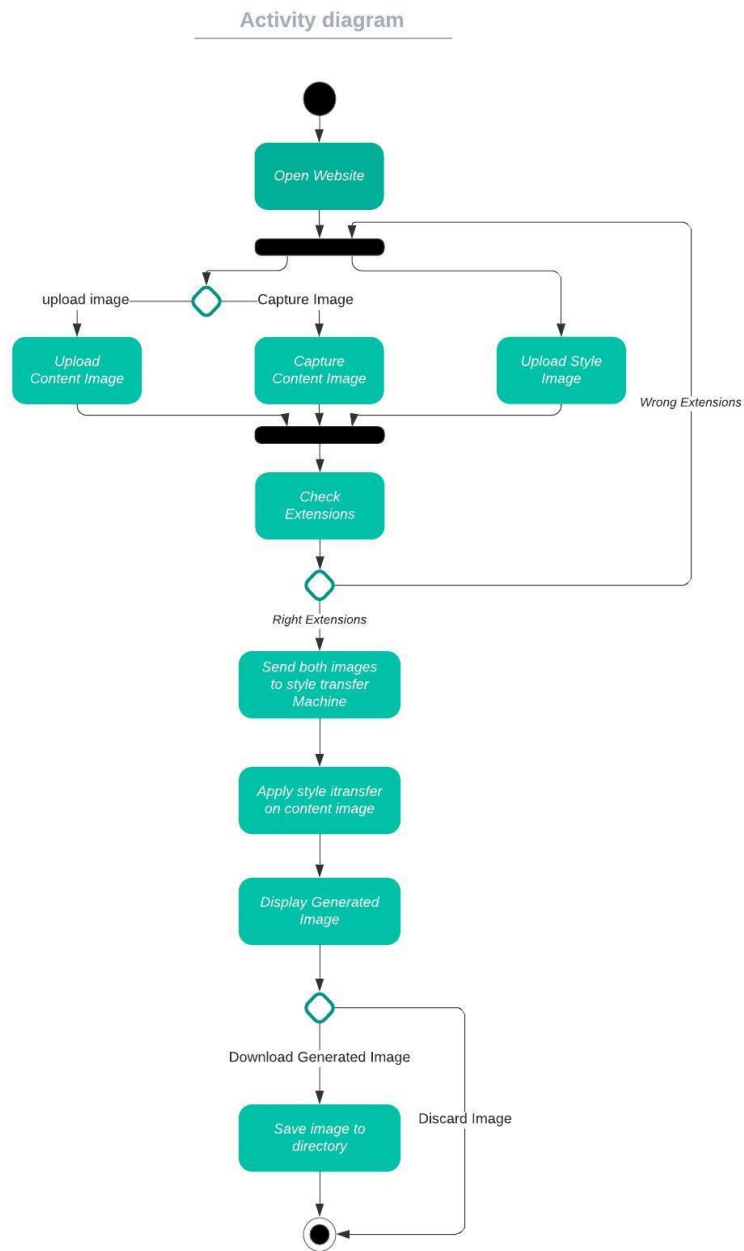 Activity diagram
Open Website
upload image
Capture Image
Upload
Content Image
Capture
Content Image
Upload Style
Image
Wrong Extensions
Check
Extensions
Right Extensions
Send both images
to style transfer
Machine
Apply style itransfer
on content image
Display Generated
Image
Download Generated Image
Discard Image
Save image to
directory